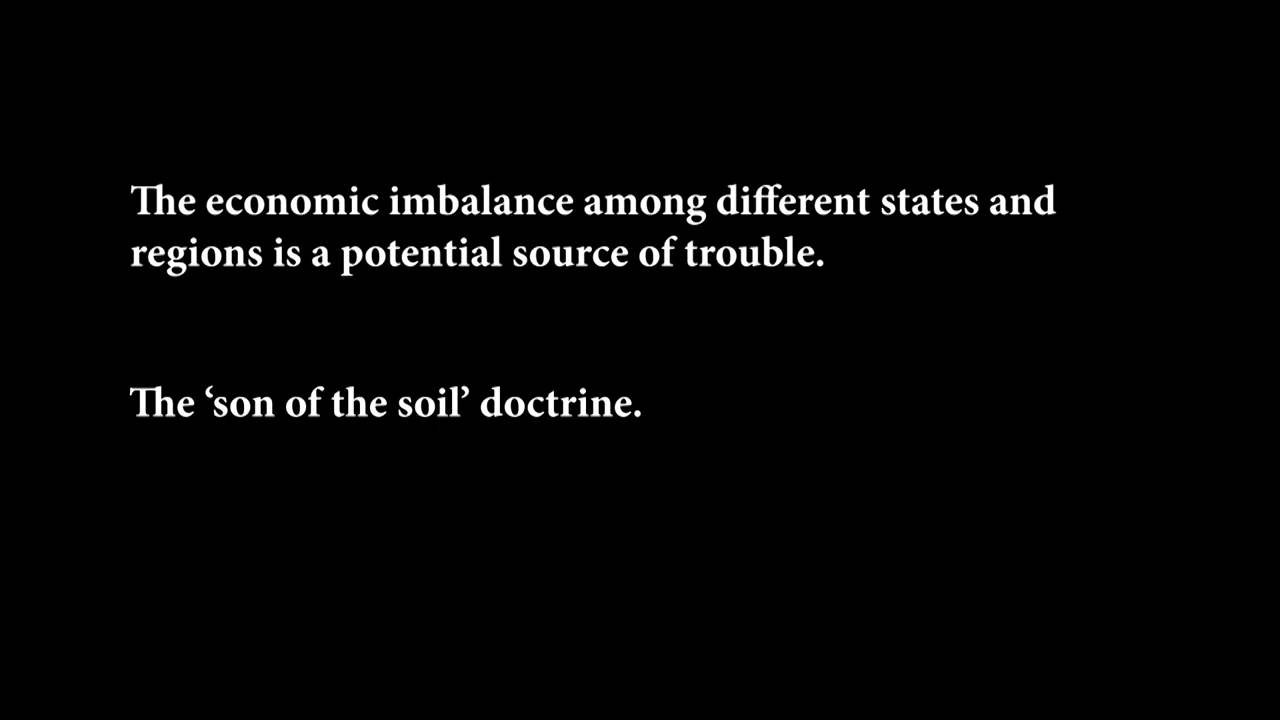 The economic imbalance among different states and
regions is a potential source of trouble.
The ‘son of the soil’ doctrine.